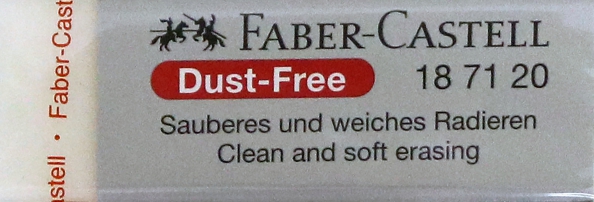 FABER-CASTELL
Dust-Free 18 71 20
Sauberes und weiches Radieren
Clean and soft erasing
stell • Faber-Cast